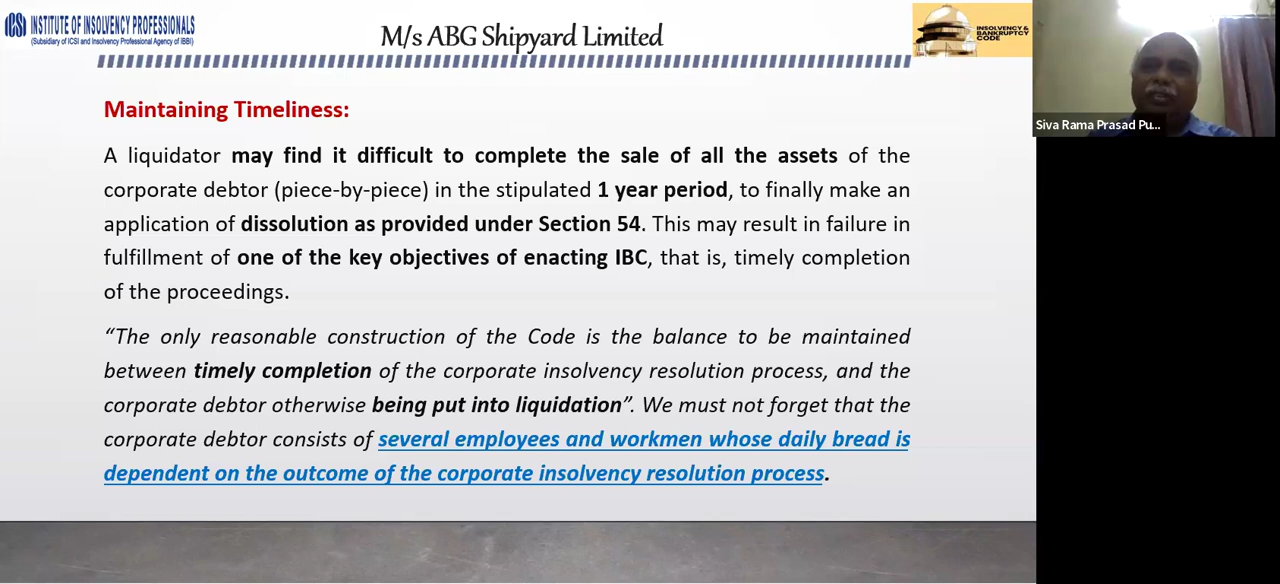 ICSI INSTITUTE OF INSOLVENCY PROFESSIONALS
(Subsidiary of ICSI and Insolvency Professional Agency of IBBI)
M/s ABG Shipyard Limited
INSOLVENCY &
BANKRUPTCY
CODE
Siva Rama Prasad Pu...
Maintaining Timeliness:
A liquidator may find it difficult to complete the sale of all the assets of the
corporate debtor (piece-by-piece) in the stipulated 1 year period, to finally make an
application of dissolution as provided under Section 54. This may result in failure in
fulfillment of one of the key objectives of enacting IBC, that is, timely completion
of the proceedings.
“The only reasonable construction of the Code is the balance to be maintained
between timely completion of the corporate insolvency resolution process, and the
corporate debtor otherwise being put into liquidation”. We must not forget that the
corporate debtor consists of several employees and workmen whose daily bread is
dependent on the outcome of the corporate insolvency resolution process.